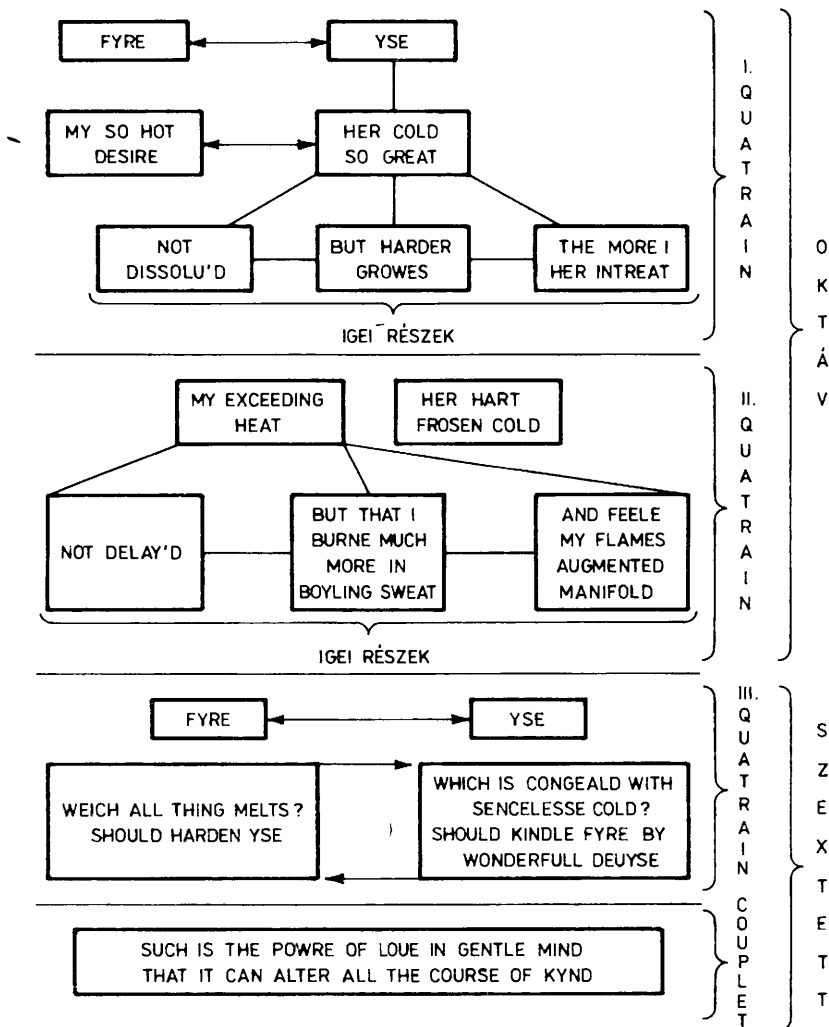 FYRE
YSE
MY SO HOT
DESIRE
HER COLD
SO GREAT
NOT
DISSOLU'D
BUT HARDER
GROWES
THE MORE I
HER INTREAT
IGEI RÉSZEK
I. QUATRAIN
MY EXCEEDING
HEAT
HER HART
FROSEN COLD
NOT DELAY'D
BUT THAT I
BURNE MUCH
MORE IN
BOYLING SWEAT
AND FEELE
MY FLAMES
AUGMENTED
MANIFOLD
IGEI RÉSZEK
II. QUATRAIN
OKTÁV
FYRE
YSE
WEICH ALL THING MELTS?
SHOULD HARDEN YSE
WHICH IS CONGEALD WITH
SENCELESSE COLD?
SHOULD KINDLE FYRE BY
WONDERFULL DEUYSE
III. QUATRAIN
SUCH IS THE POWRE OF LOUE IN GENTLE MIND
THAT IT CAN ALTER ALL THE COURSE OF KYND
COUPLET
SZEXTETT